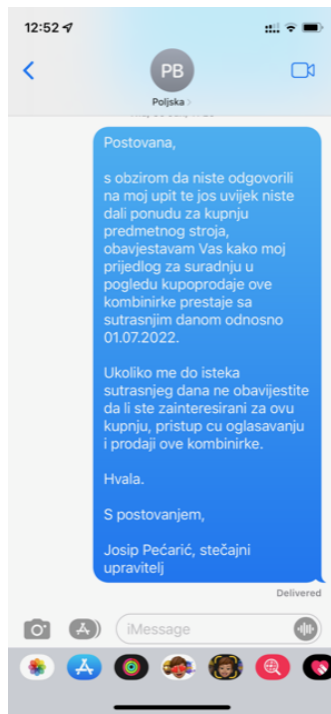 12:52
PB
Poljska >
Postovana,
s obzirom da niste odgovorili
na moj upit te jos uvijek niste
dali ponudu za kupnju
predmetnog stroja,
obavjestavam Vas kako moj
prijedlog za suradnju u
pogledu kupoprodaje ove
kombinirke prestaje sa
sutrasnjim danom odnosno
01.07.2022.
Ukoliko me do isteka
sutrasnjeg dana ne obavijestite
da li ste zainteresirani za ovu
kupnju, pristup cu oglasavanju
i prodaji ove kombinirke.
Hvala.
S postovanjem,
Josip Pećarić, stečajni
upravitelj
Delivered
iMessage